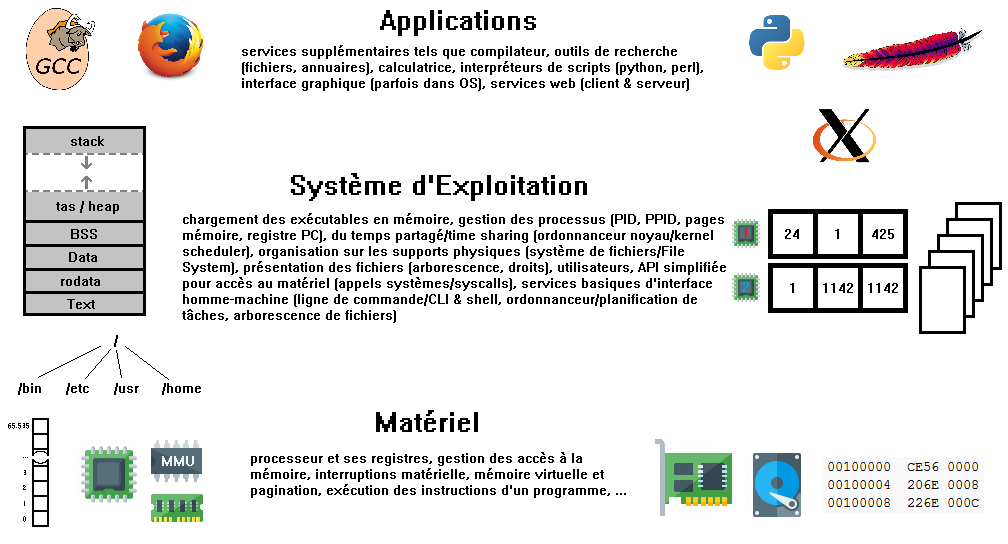 Applications
GCC
services supplémentaires tels que compilateur, outils de recherche
(fichiers, annuaires), calculatrice, interpréteurs de scripts (python, perl),
interface graphique (parfois dans OS), services web (client & serveur)
X
stack
tas / heap
BSS
Data
rodata
Text
Système d'Exploitation
chargement des exécutables en mémoire, gestion des processus (PID, PPID, pages
mémoire, registre PC), du temps partagé/time sharing (ordonnanceur noyau/kernel
scheduler), organisation sur les supports physiques (système de fichiers/File
System), présentation des fichiers (arborescence, droits), utilisateurs, API simplifiée
pour accès au matériel (appels systèmes/syscalls), services basiques d'interface
homme-machine (ligne de commande/CLI & shell, ordonnanceur/planification de
tâches, arborescence de fichiers)
1 24 1 425
2 1 1142 1142
/
/bin /etc /usr /home
Matériel
65.535
...
3
2
1
0
MMU
processeur et ses registres, gestion des accès à la
mémoire, interruptions matérielle, mémoire virtuelle et
pagination, exécution des instructions d'un programme, ...
00100000 CE56 0000
00100004 206E 0008
00100008 226E 000C